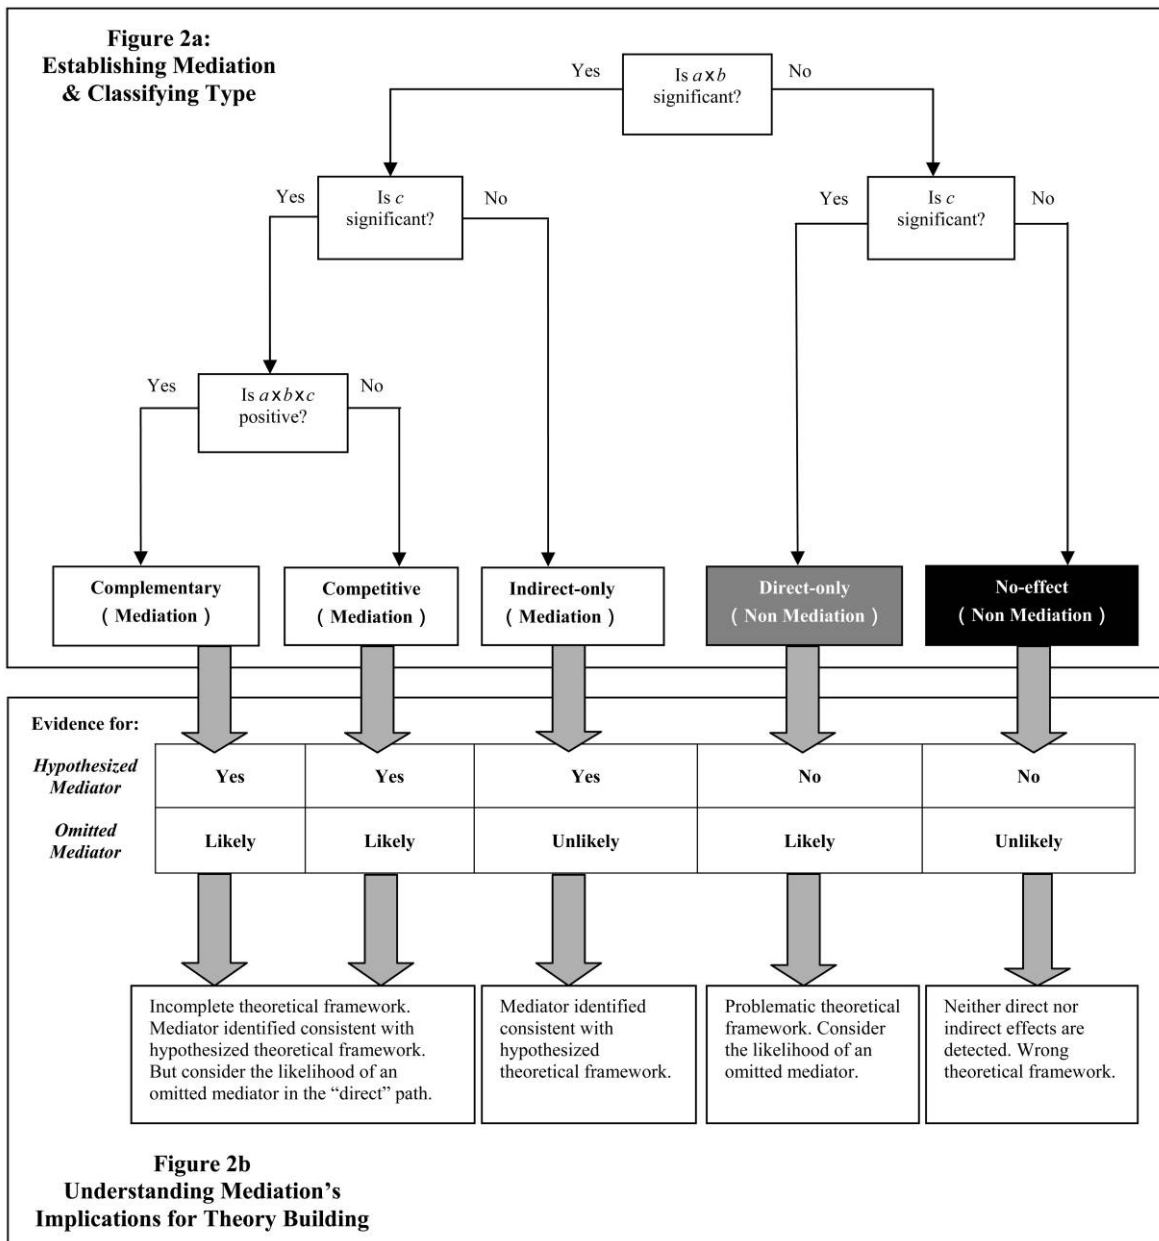 Figure 2a:
Establishing Mediation
& Classifying Type
Yes
Is a x b
significant?
No
Yes
Is c
significant?
No
Yes
Is c
significant?
No
Yes
Is a x b x c
positive?
No
Complementary
( Mediation )
Competitive
( Mediation )
Indirect-only
( Mediation )
Direct-only
( Non Mediation )
No-effect
( Non Mediation )
Evidence for:
Hypothesized
Mediator
Yes
Yes
Yes
No
No
Omitted
Mediator
Likely
Likely
Unlikely
Likely
Unlikely
Incomplete theoretical framework.
Mediator identified consistent with
hypothesized theoretical framework.
But consider the likelihood of an
omitted mediator in the “direct” path.
Mediator identified
consistent with
hypothesized
theoretical framework.
Problematic theoretical
framework. Consider
the likelihood of an
omitted mediator.
Neither direct nor
indirect effects are
detected. Wrong
theoretical framework.
Figure 2b
Understanding Mediation’s
Implications for Theory Building